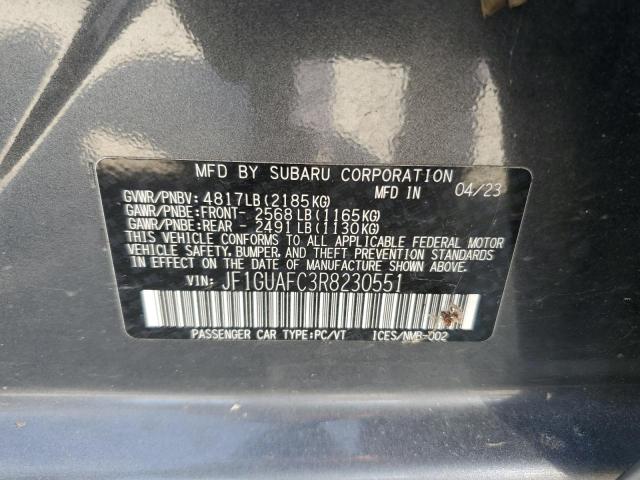 MFD BY SUBARU CORPORATION
MFD IN 04/23
GVWR/PNBV: 4817LB(2185KG)
GAWR/PNBE:FRONT- 2568LB(1165KG)
GAWR/PNBE:REAR - 2491LB(1130KG)
THIS VEHICLE CONFORMS TO ALL APPLICABLE FEDERAL MOTOR
VEHICLE SAFETY,BUMPER,AND THEFT PREVENTION STANDARDS
IN EFFECT ON THE DATE OF MANUFACTURE SHOWN ABOVE.
VIN: JF1GUAFC3R8230551
PASSENGER CAR TYPE:PC/VT ICES/NMB-002